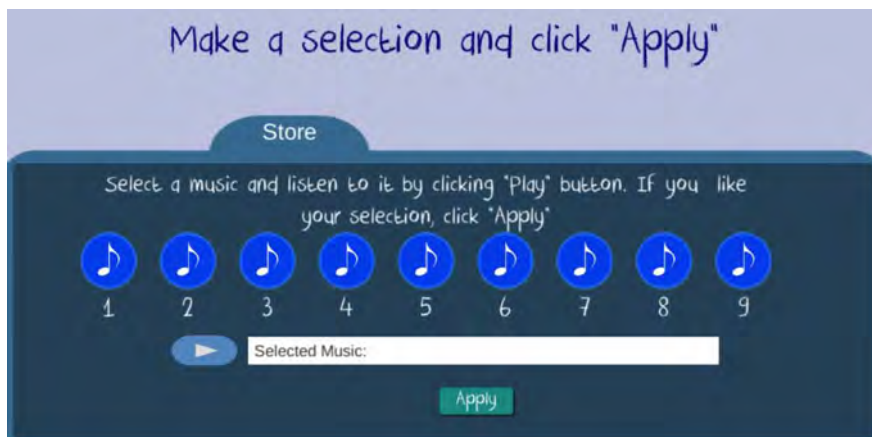 Make a selection and click "Apply"
Store
Select a music and listen to it by clicking "Play" button. If you like
your selection, click "Apply"
1 2 3 4 5 6 7 8 9
Selected Music:
Apply